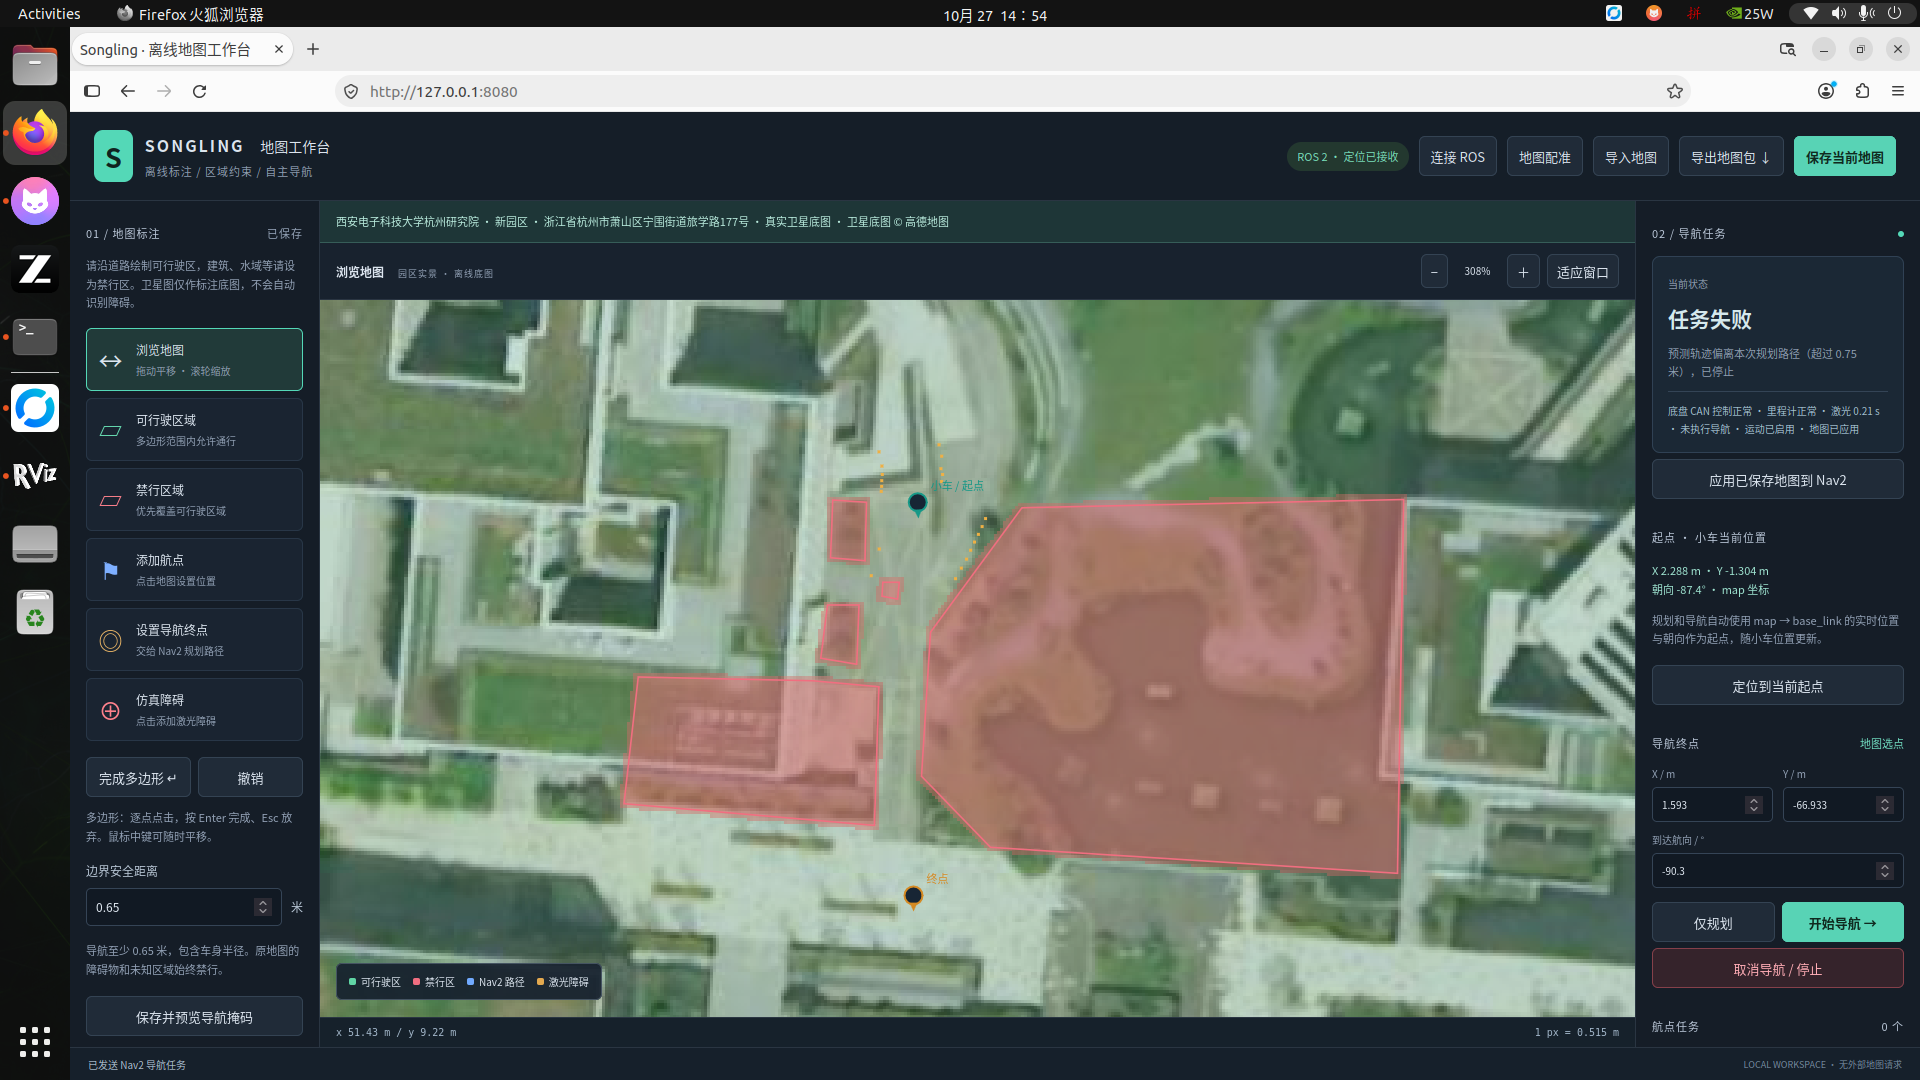 Activities
Firefox 火狐浏览器
10月 27 14：54
拼
25W
Songling · 离线地图工作台
http://127.0.0.1:8080
S
SONGLING 地图工作台
离线标注 / 区域约束 / 自主导航
ROS 2 · 定位已接收
连接 ROS
地图配准
导入地图
导出地图包 ↓
保存当前地图
01 / 地图标注
已保存
请沿道路绘制可行驶区，建筑、水域等请设
为禁行区。卫星图仅作标注底图，不会自动
识别障碍。
浏览地图
拖动平移 · 滚轮缩放
可行驶区域
多边形范围内允许通行
禁行区域
优先覆盖可行驶区域
添加航点
点击地图设置位置
设置导航终点
交给 Nav2 规划路径
仿真障碍
点击添加激光障碍
完成多边形 ↵
撤销
多边形：逐点点击，按 Enter 完成、Esc 放
弃。鼠标中键可随时平移。
边界安全距离
0.65
米
导航至少 0.65 米，包含车身半径。原地图的
障碍物和未知区域始终禁行。
保存并预览导航掩码
西安电子科技大学杭州研究院 · 新园区 · 浙江省杭州市萧山区宁围街道旅学路177号 · 真实卫星底图 · 卫星底图 © 高德地图
浏览地图 园区实景 · 离线底图
− 308% + 适应窗口
小车 / 起点
终点
可行驶区 禁行区 Nav2 路径 激光障碍
x 51.43 m / y 9.22 m
1 px = 0.515 m
02 / 导航任务
当前状态
任务失败
预测轨迹偏离本次规划路径（超过 0.75
米），已停止
底盘 CAN 控制正常 · 里程计正常 · 激光 0.21 s
· 未执行导航 · 运动已启用 · 地图已应用
应用已保存地图到 Nav2
起点 · 小车当前位置
X 2.288 m · Y -1.304 m
朝向 -87.4° · map 坐标
规划和导航自动使用 map → base_link 的实时位置
与朝向作为起点，随小车位置更新。
定位到当前起点
导航终点
地图选点
X / m
Y / m
1.593
-66.933
到达航向 / °
-90.3
仅规划
开始导航 →
取消导航 / 停止
航点任务
0 个
已发送 Nav2 导航任务
LOCAL WORKSPACE · 无外部地图请求
RViz